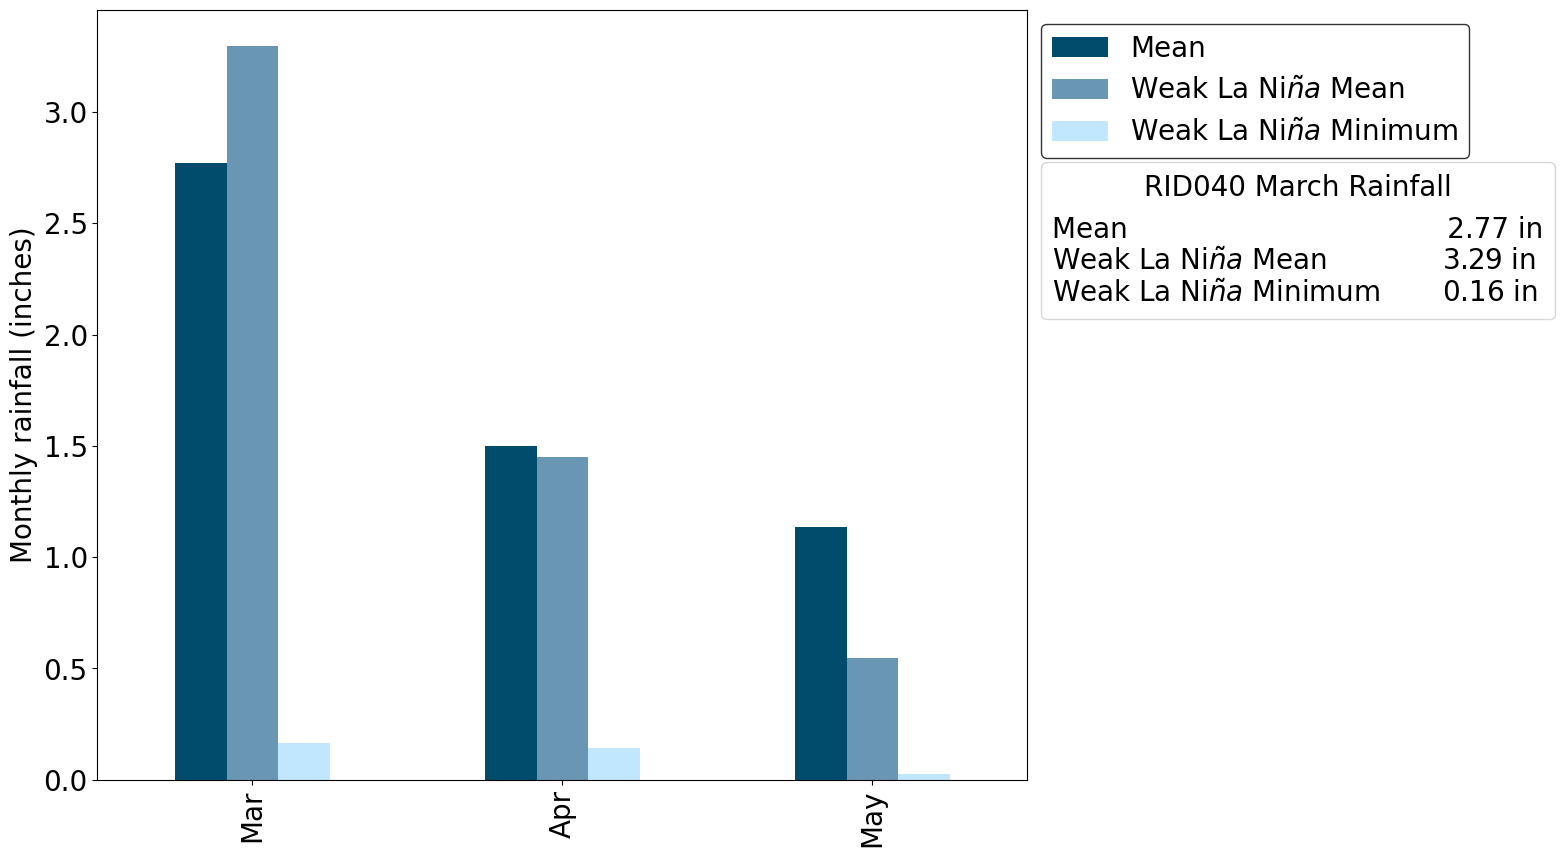 Monthly rainfall (inches)
3.0
2.5
2.0
1.5
1.0
0.5
0.0
Mar
Apr
May
Mean
Weak La Niña Mean
Weak La Niña Minimum
RID040 March Rainfall
Mean 2.77 in
Weak La Niña Mean 3.29 in
Weak La Niña Minimum 0.16 in